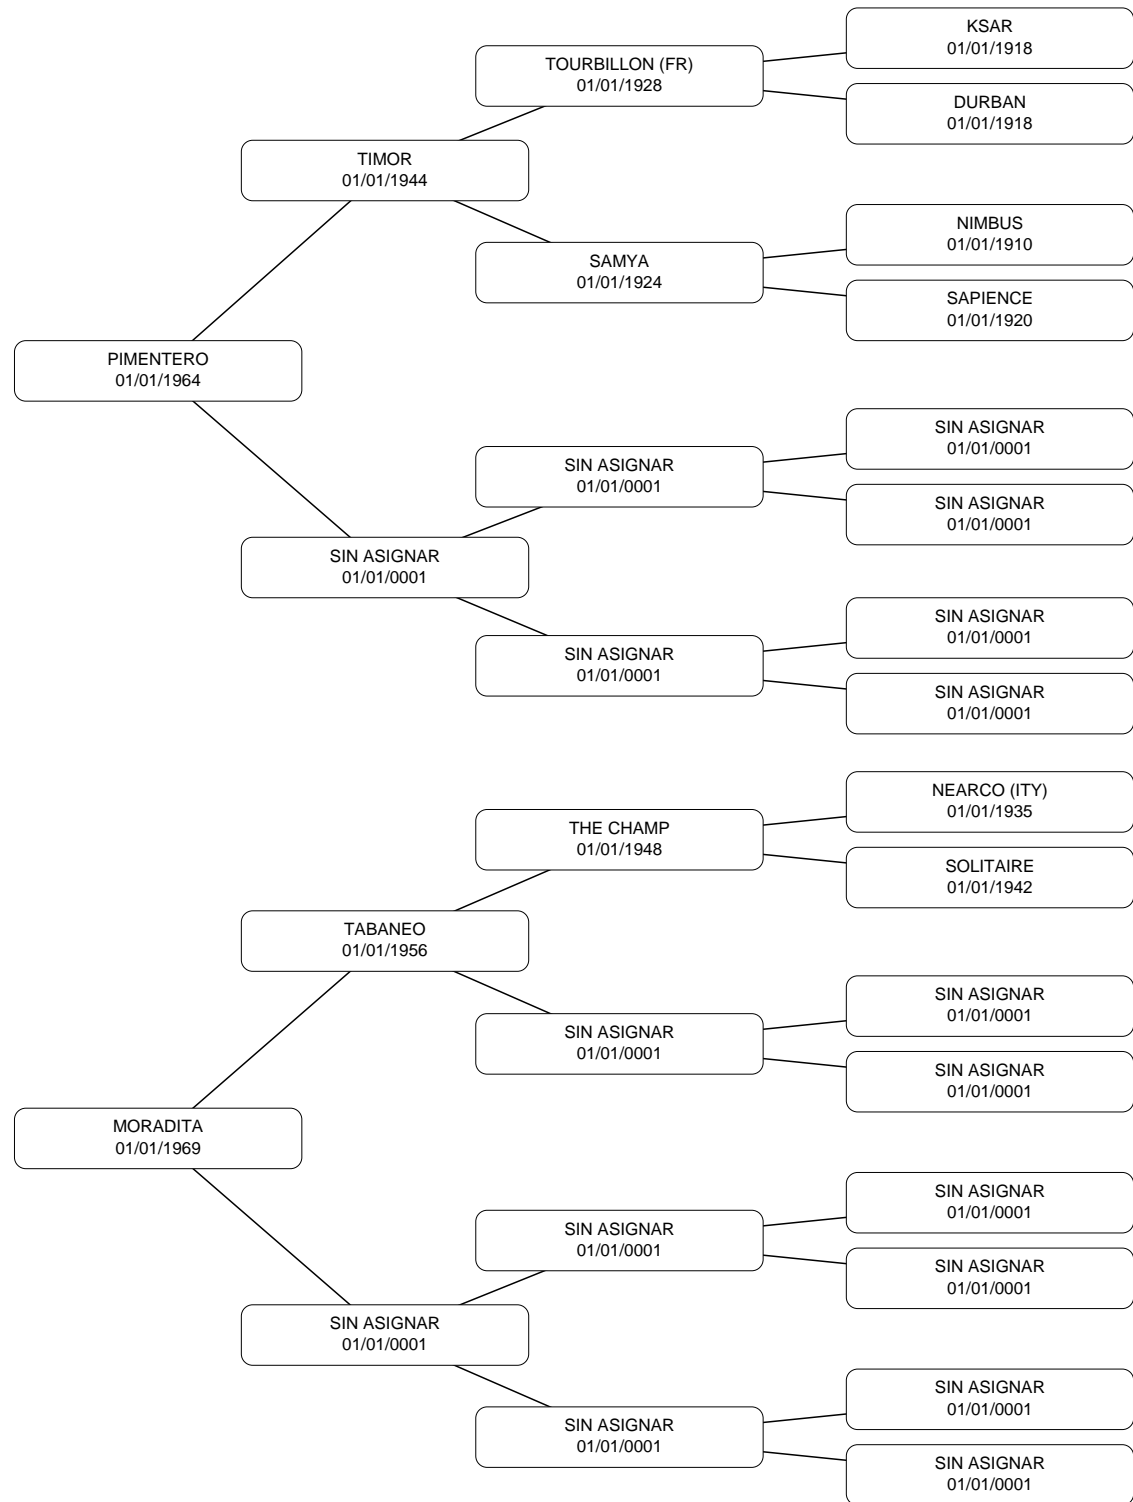 KSAR
01/01/1918
TOURBILLON (FR)
01/01/1928
DURBAN
01/01/1918
TIMOR
01/01/1944
NIMBUS
01/01/1910
SAMYA
01/01/1924
SAPIENCE
01/01/1920
PIMENTERO
01/01/1964
SIN ASIGNAR
01/01/0001
SIN ASIGNAR
01/01/0001
SIN ASIGNAR
01/01/0001
SIN ASIGNAR
01/01/0001
SIN ASIGNAR
01/01/0001
SIN ASIGNAR
01/01/0001
SIN ASIGNAR
01/01/0001
NEARCO (ITY)
01/01/1935
THE CHAMP
01/01/1948
SOLITAIRE
01/01/1942
TABANEO
01/01/1956
SIN ASIGNAR
01/01/0001
SIN ASIGNAR
01/01/0001
SIN ASIGNAR
01/01/0001
MORADITA
01/01/1969
SIN ASIGNAR
01/01/0001
SIN ASIGNAR
01/01/0001
SIN ASIGNAR
01/01/0001
SIN ASIGNAR
01/01/0001
SIN ASIGNAR
01/01/0001
SIN ASIGNAR
01/01/0001
SIN ASIGNAR
01/01/0001